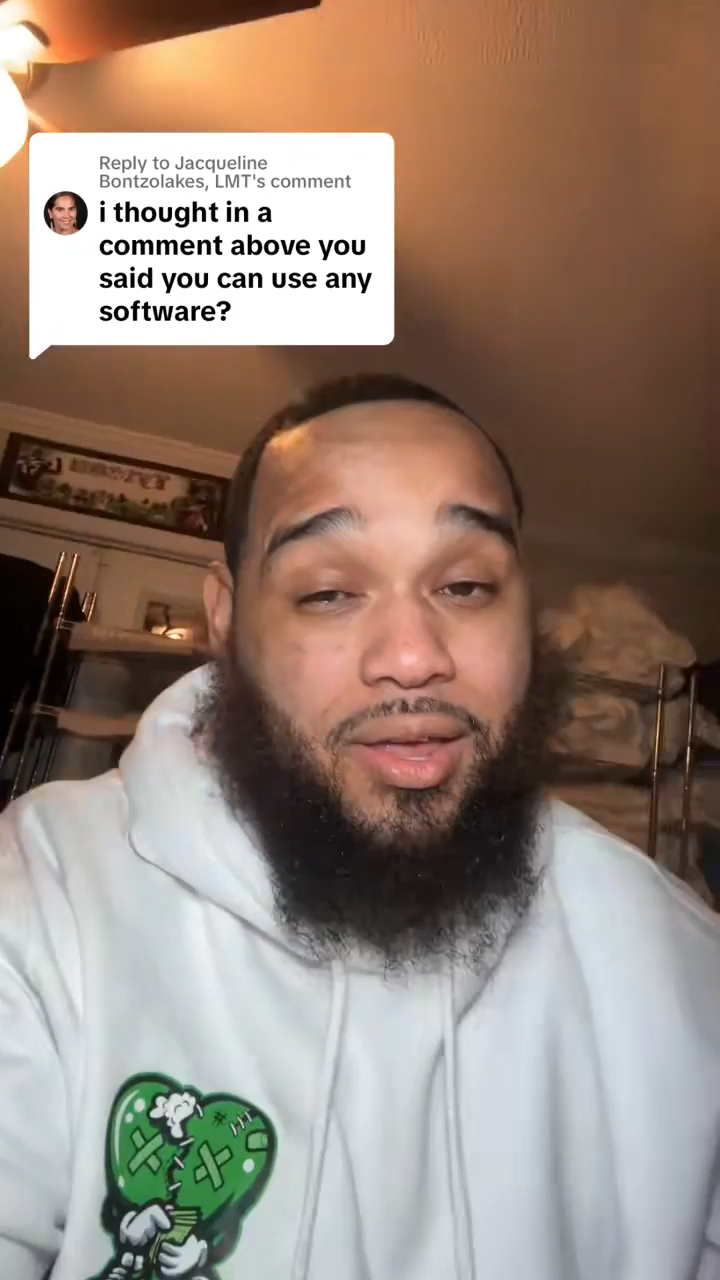 Reply to Jacqueline
Bontzolakes, LMT's comment
i thought in a
comment above you
said you can use any
software?